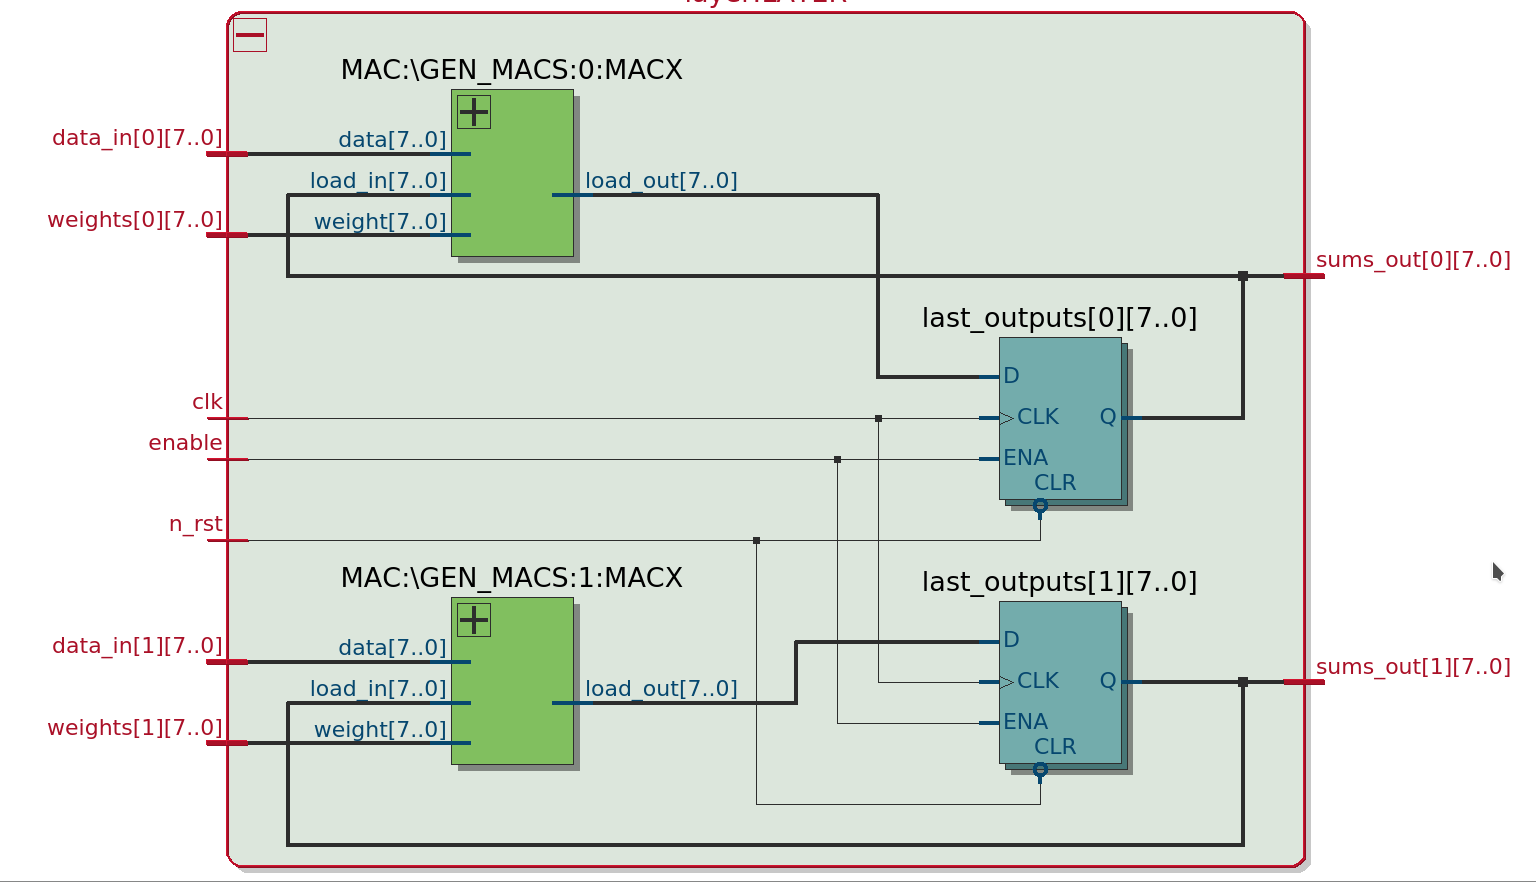 MAC:\GEN_MACS:0:MACX
data_in[0][7..0]
data[7..0]
load_in[7..0]
load_out[7..0]
weights[0][7..0]
weight[7..0]
sums_out[0][7..0]
last_outputs[0][7..0]
D
clk
CLK
Q
enable
ENA
CLR
n_rst
MAC:\GEN_MACS:1:MACX
last_outputs[1][7..0]
data_in[1][7..0]
data[7..0]
D
load_in[7..0]
load_out[7..0]
CLK
Q
sums_out[1][7..0]
weights[1][7..0]
weight[7..0]
ENA
CLR